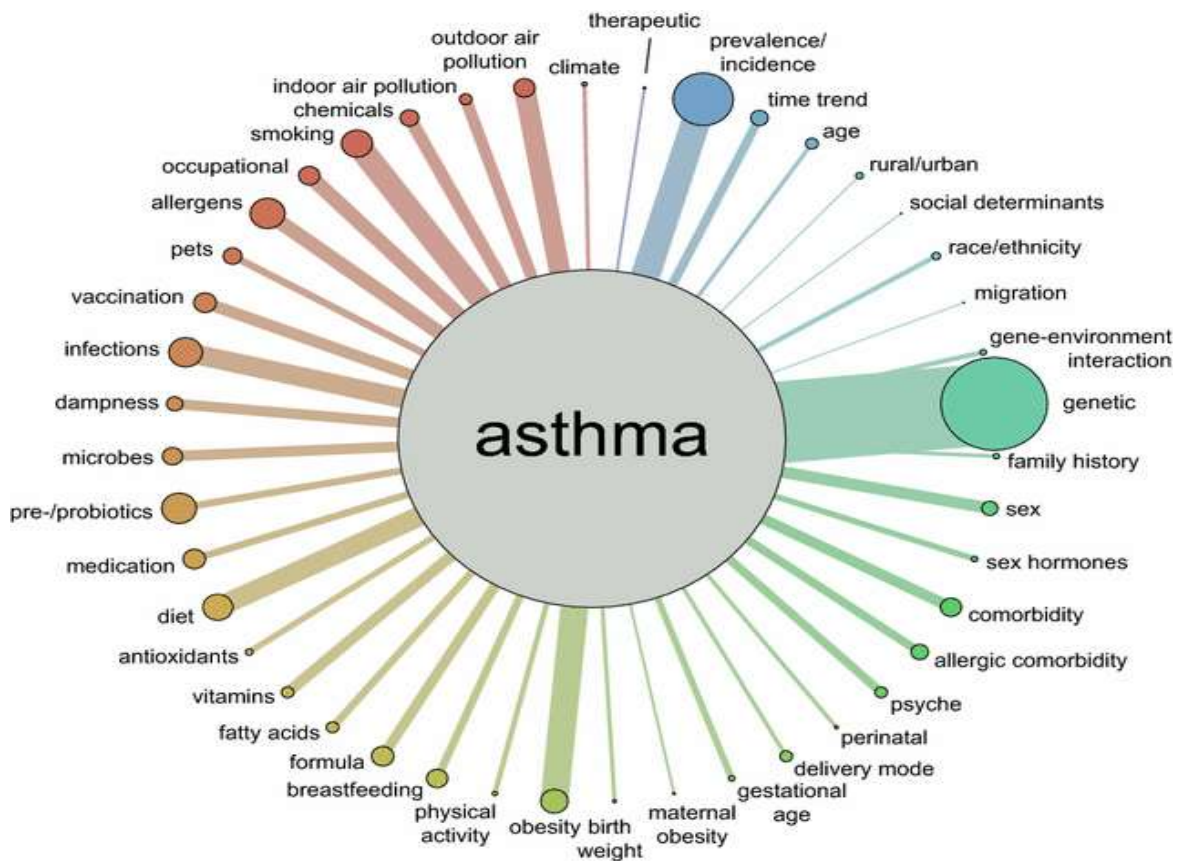 therapeutic
prevalence/
incidence
time trend
age
rural/urban
social determinants
race/ethnicity
migration
gene-environment
interaction
genetic
family history
sex
sex hormones
comorbidity
allergic comorbidity
psyche
perinatal
delivery mode
gestational
age
maternal
obesity
birth
weight
obesity
physical
activity
breastfeeding
formula
fatty acids
vitamins
antioxidants
diet
medication
pre-/probiotics
microbes
dampness
infections
vaccination
pets
allergens
occupational
smoking
chemicals
indoor air pollution
outdoor air
pollution
climate
asthma